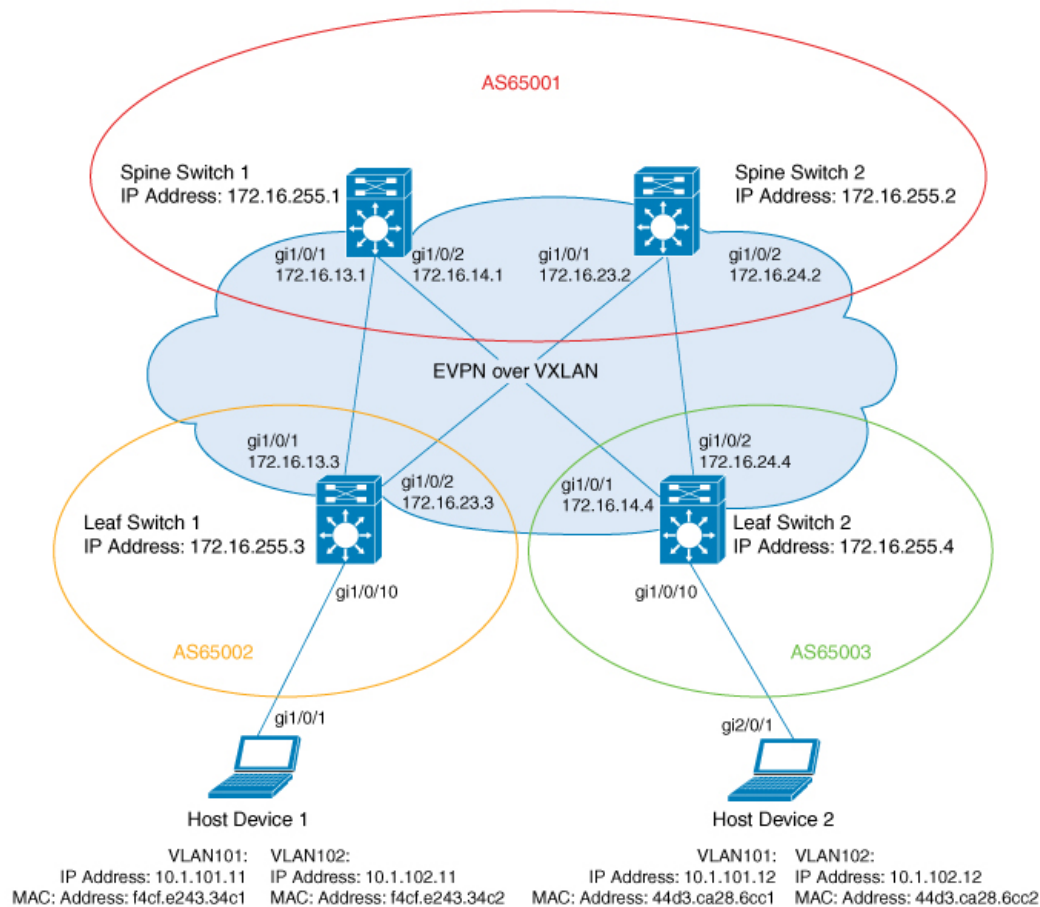 AS65001
Spine Switch 1
IP Address: 172.16.255.1
Spine Switch 2
IP Address: 172.16.255.2
gi1/0/1
172.16.13.1
gi1/0/2
172.16.14.1
gi1/0/1
172.16.23.2
gi1/0/2
172.16.24.2
EVPN over VXLAN
gi1/0/1
172.16.13.3
gi1/0/2
172.16.23.3
gi1/0/1
172.16.14.4
gi1/0/2
172.16.24.4
Leaf Switch 1
IP Address: 172.16.255.3
Leaf Switch 2
IP Address: 172.16.255.4
gi1/0/10
gi1/0/10
AS65002
AS65003
gi1/0/1
gi2/0/1
Host Device 1
Host Device 2
VLAN101:
IP Address: 10.1.101.11
MAC: Address: f4cf.e243.34c1
VLAN102:
IP Address: 10.1.102.11
MAC: Address: f4cf.e243.34c2
VLAN101:
IP Address: 10.1.101.12
MAC: Address: 44d3.ca28.6cc1
VLAN102:
IP Address: 10.1.102.12
MAC: Address: 44d3.ca28.6cc2